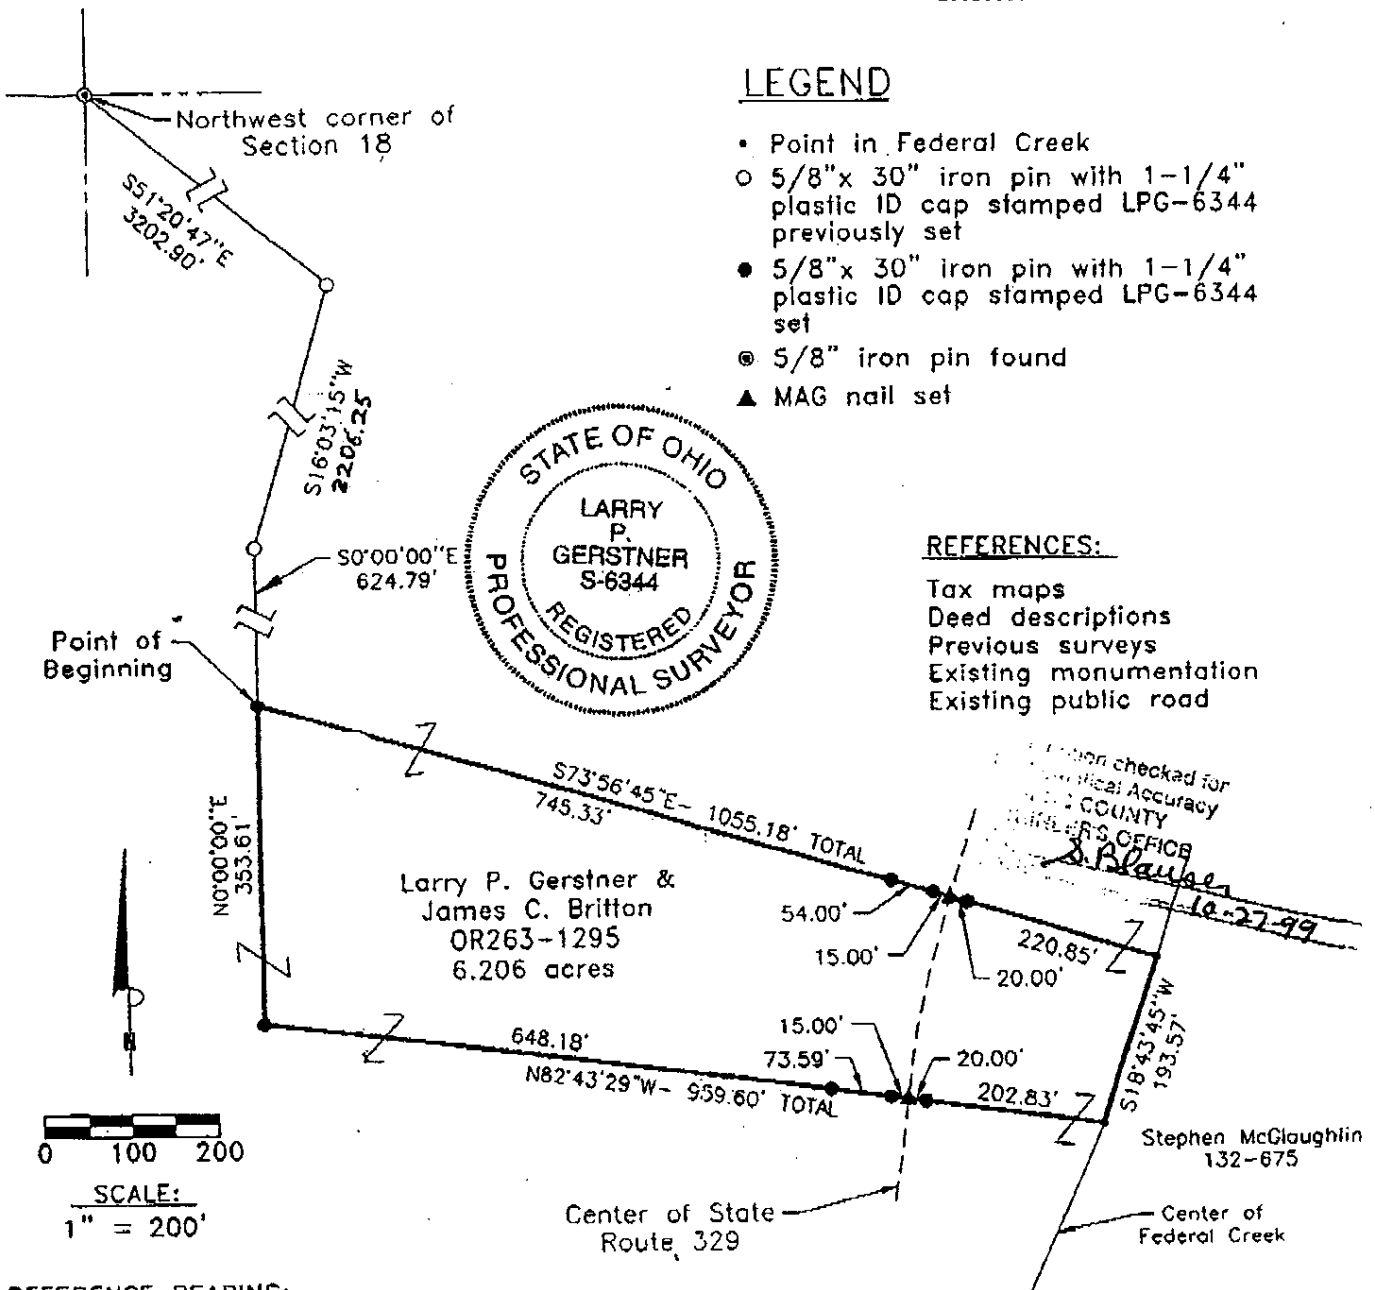 Northwest corner of
Section 18
S51°20'47"E
3202.90'
S16°03'15"W
2206.25
S0°00'00"E
624.79'
Point of
Beginning
LEGEND
Point in Federal Creek
5/8"x 30" iron pin with 1-1/4"
plastic ID cap stamped LPG-6344
previously set
5/8"x 30" iron pin with 1-1/4"
plastic ID cap stamped LPG-6344
set
5/8" iron pin found
MAG nail set
STATE OF OHIO
LARRY
P.
GERSTNER
S-6344
REGISTERED
PROFESSIONAL SURVEYOR
REFERENCES:
Tax maps
Deed descriptions
Previous surveys
Existing monumentation
Existing public road
checked for
Accuracy
COUNTY
OFFICE
S. Blauser
10-27-99
S73°56'45"E- 1055.18' TOTAL
745.33'
54.00'
15.00'
20.00'
220.85'
N0°00'00"E
353.61'
Larry P. Gerstner &
James C. Britton
OR263-1295
6.206 acres
648.18'
N82°43'29"W- 959.60' TOTAL
15.00'
73.59'
20.00'
202.83'
S18°43'45"W
193.57'
Stephen McGlaughlin
132-675
N
0 100 200
SCALE:
1" = 200'
Center of State
Route 329
Center of
Federal Creek
REFERENCE BEARING: